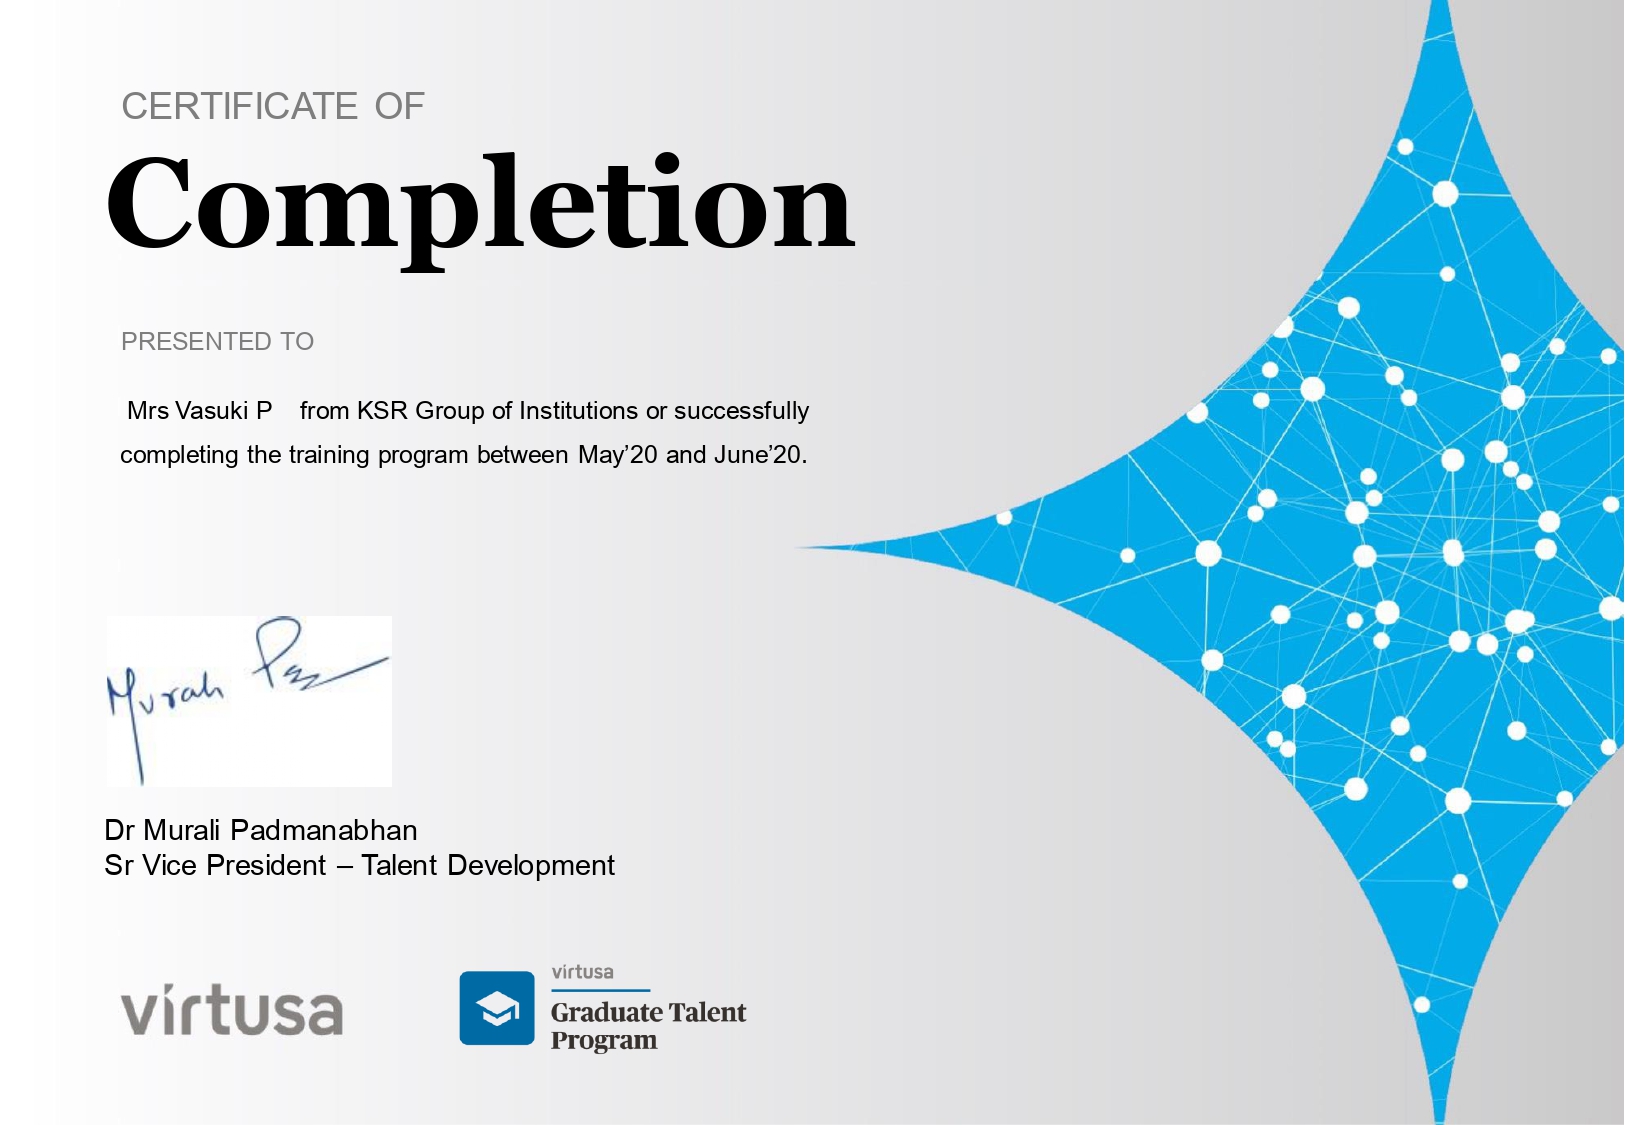 CERTIFICATE OF
Completion
PRESENTED TO
Mrs Vasuki P from KSR Group of Institutions or successfully
completing the training program between May’20 and June’20.
Murali
Dr Murali Padmanabhan
Sr Vice President – Talent Development
virtusa
virtusa
Graduate Talent
Program